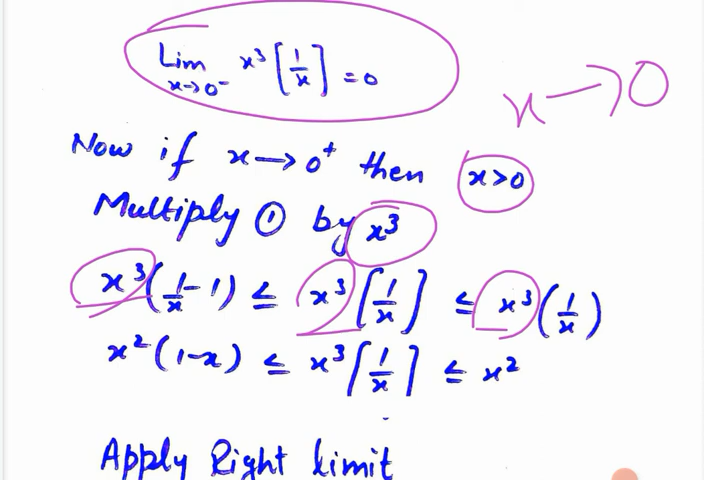 Lim x→0⁻ x³[1/x] = 0
x→0
Now if x→0⁺ then x>0
Multiply ① by x³
x³(1/x-1) ≤ x³[1/x] ≤ x³(1/x)
x²(1-x) ≤ x³[1/x] ≤ x²
Apply Right Limit